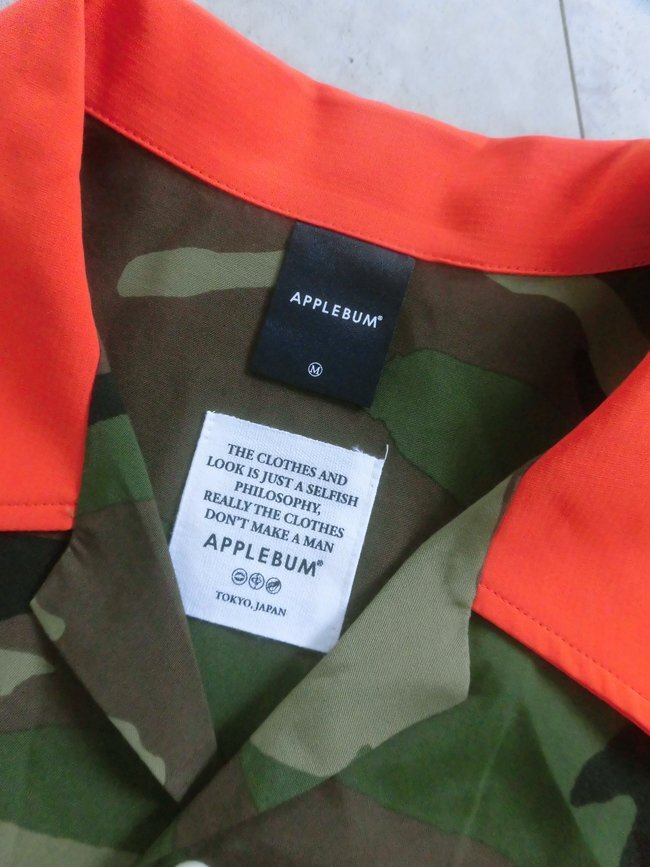 APPLEBUM®
M
THE CLOTHES AND
LOOK IS JUST A SELFISH
PHILOSOPHY,
REALLY THE CLOTHES
DON'T MAKE A MAN
APPLEBUM®
TOKYO, JAPAN